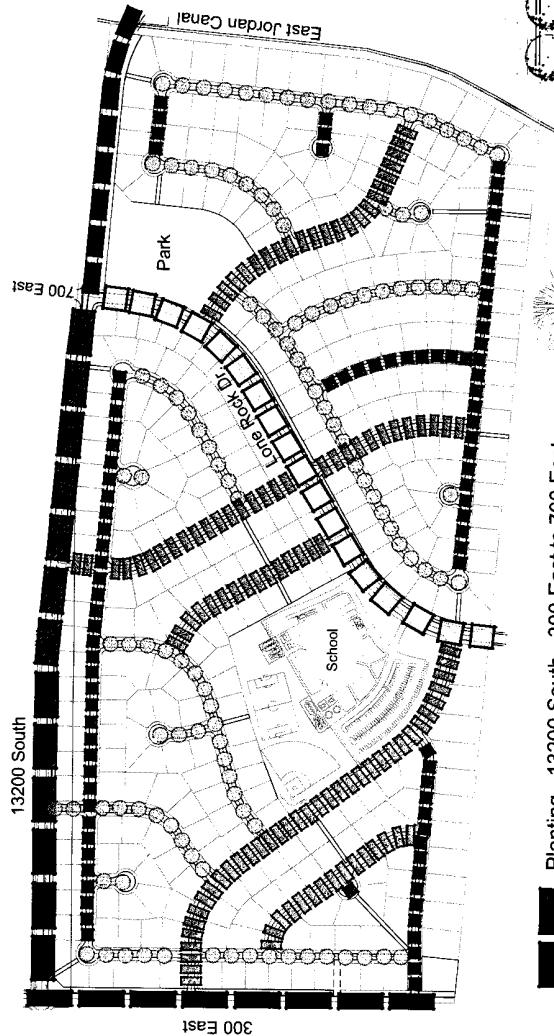 East Jordan Canal
700 East
Park
Lone Rock Dr.
13200 South
School
300 East
Planting - 13200 South, 300 East to 700 East